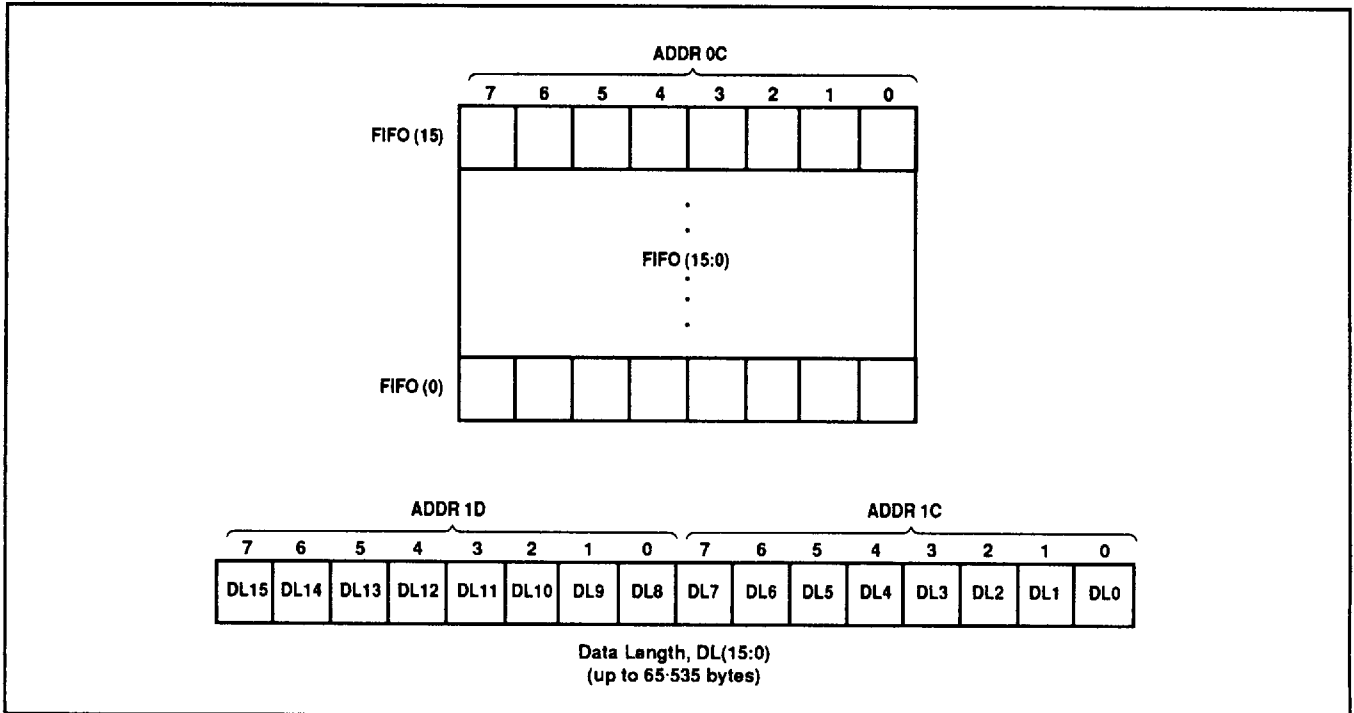 ADDR 0C
7 6 5 4 3 2 1 0
FIFO (15)
FIFO (15:0)
FIFO (0)
ADDR 1D ADDR 1C
7 6 5 4 3 2 1 0 7 6 5 4 3 2 1 0
DL15 DL14 DL13 DL12 DL11 DL10 DL9 DL8 DL7 DL6 DL5 DL4 DL3 DL2 DL1 DL0
Data Length, DL(15:0)
(up to 65·535 bytes)